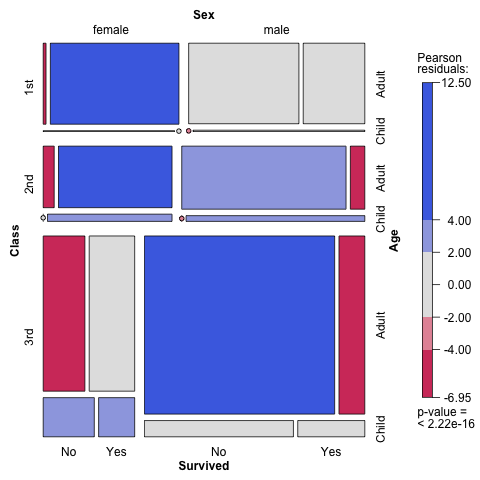 Sex
female male
Pearson
residuals:
12.50
4.00
2.00
0.00
-2.00
-4.00
-6.95
p-value =
< 2.22e-16
Class
1st
2nd
3rd
Age
Adult
Child
Adult
Child
Adult
Child
No Yes No Yes
Survived